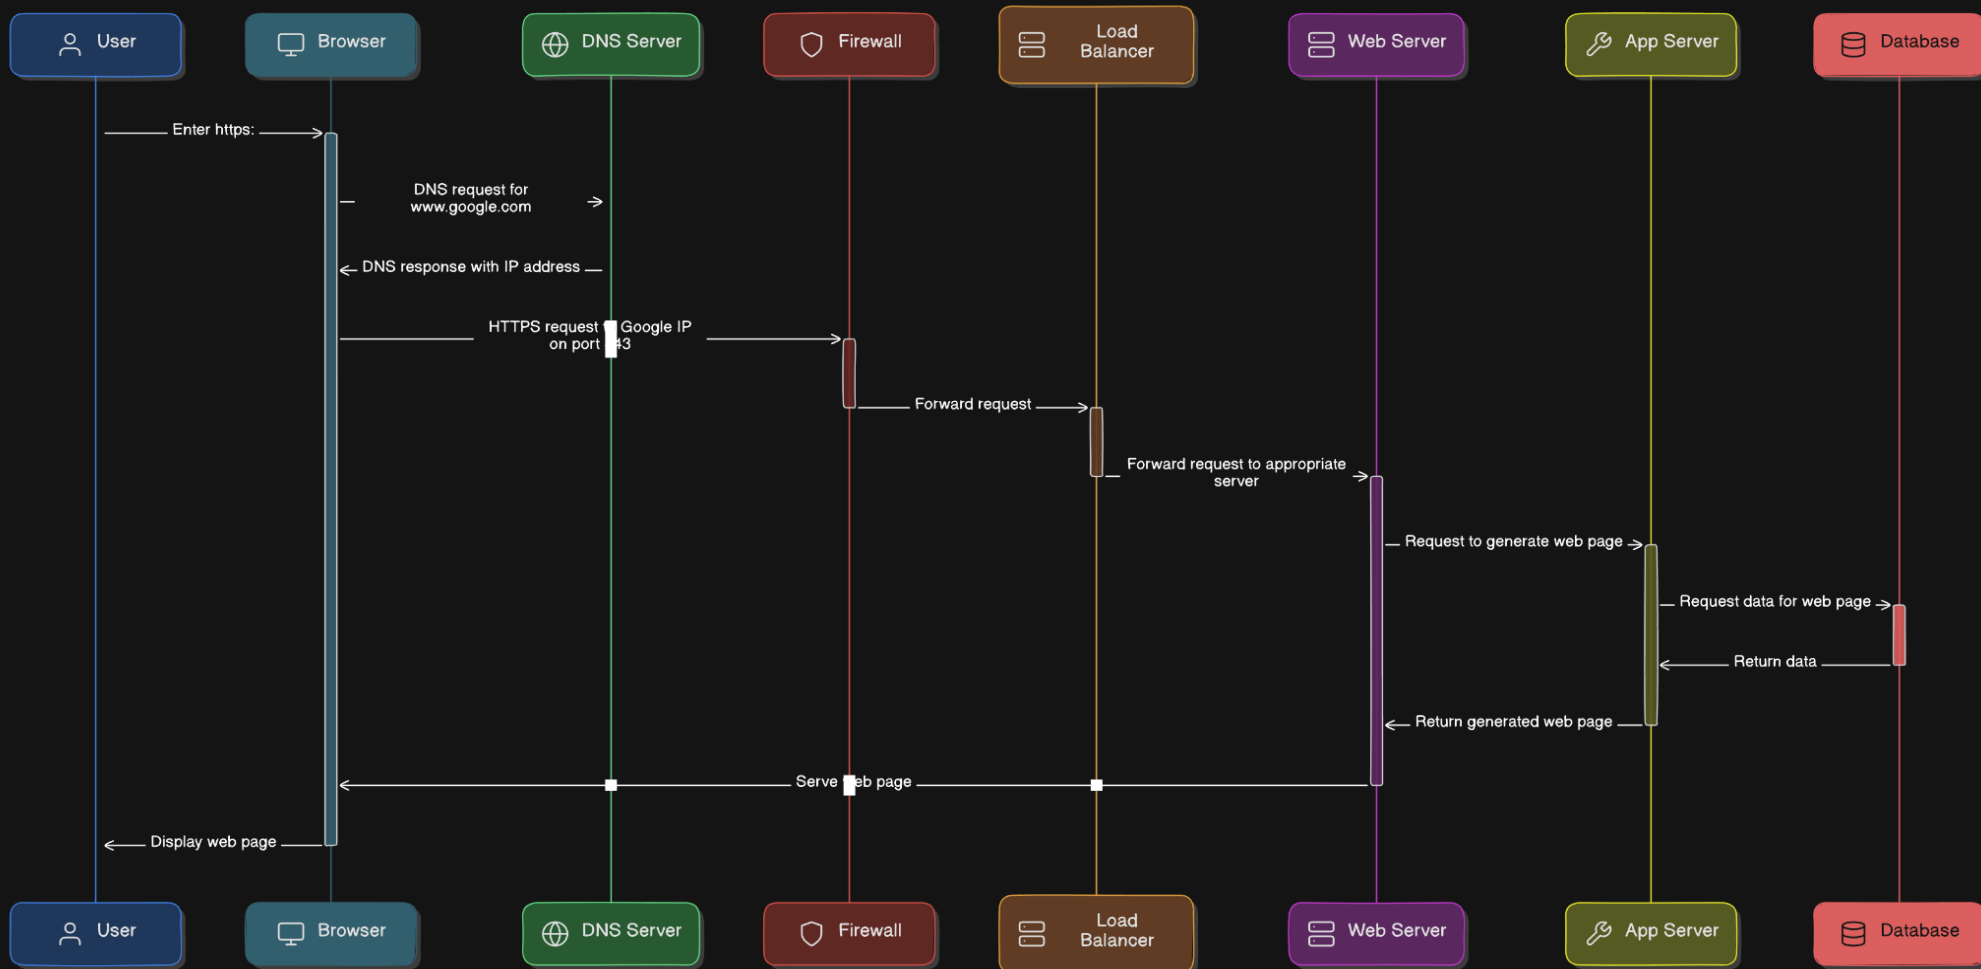 User
Browser
DNS Server
Firewall
Load
Balancer
Web Server
App Server
Database
Enter https:
DNS request for
www.google.com
DNS response with IP address
HTTPS request Google IP
on port 43
Forward request
Forward request to appropriate
server
Request to generate web page
Request data for web page
Return data
Return generated web page
Serve eb page
Display web page
User
Browser
DNS Server
Firewall
Load
Balancer
Web Server
App Server
Database